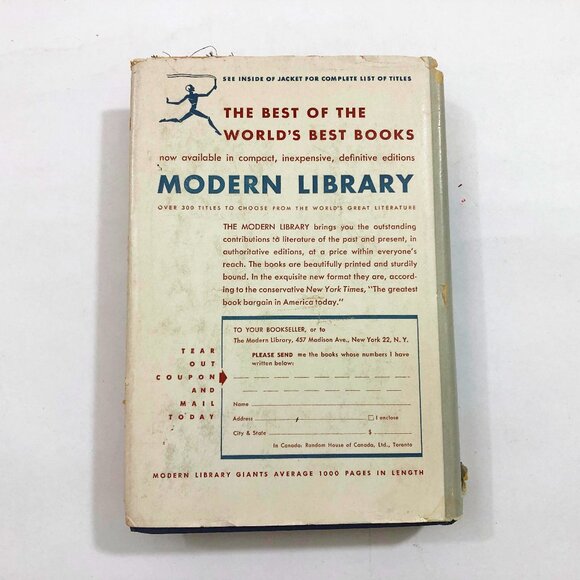 SEE INSIDE OF JACKET FOR COMPLETE LIST OF TITLES
THE BEST OF THE
WORLD'S BEST BOOKS
now available in compact, inexpensive, definitive editions
MODERN LIBRARY
OVER 300 TITLES TO CHOOSE FROM THE WORLD'S GREAT LITERATURE
THE MODERN LIBRARY brings you the outstanding
contributions to literature of the past and present, in
authoritative editions, at a price within everyone's
reach. The books are beautifully printed and sturdily
bound. In the exquisite new format they are, accord-
ing to the conservative New York Times, "The greatest
book bargain in America today."
TO YOUR BOOKSELLER, or to
The Modern Library, 457 Madison Ave., New York 22, N.Y.
PLEASE SEND me the books whose numbers I have
written below:
TEAR
OUT
COUPON
AND
MAIL
TODAY
Name
Address I enclose
City & State $
In Canada: Random House of Canada, Ltd., Toronto
MODERN LIBRARY GIANTS AVERAGE 1000 PAGES IN LENGTH